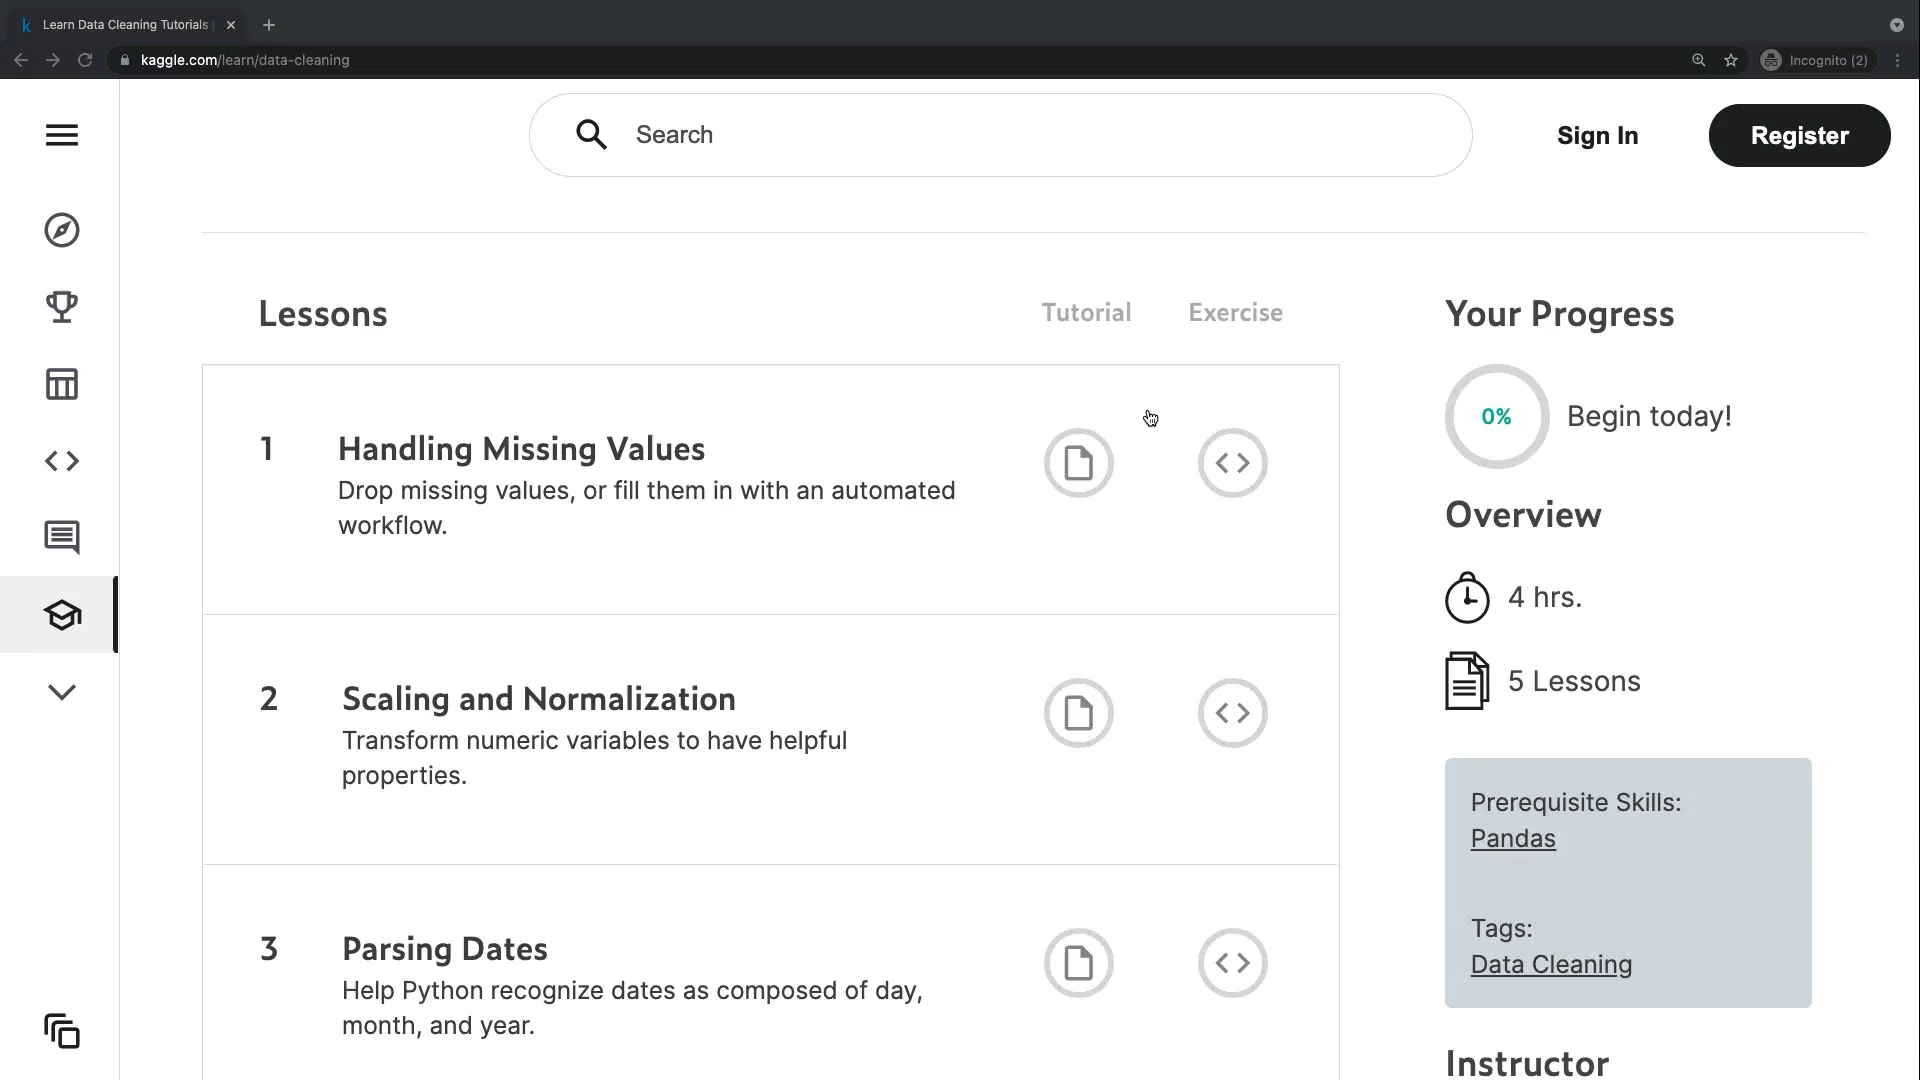 Learn Data Cleaning Tutorials
kaggle.com/learn/data-cleaning
Incognito (2)
Search
Sign In
Register
Lessons
Tutorial
Exercise
Your Progress
1
Handling Missing Values
Drop missing values, or fill them in with an automated
workflow.
0%
Begin today!
Overview
4 hrs.
5 Lessons
2
Scaling and Normalization
Transform numeric variables to have helpful
properties.
Prerequisite Skills:
Pandas
Tags:
Data Cleaning
3
Parsing Dates
Help Python recognize dates as composed of day,
month, and year.
Instructor